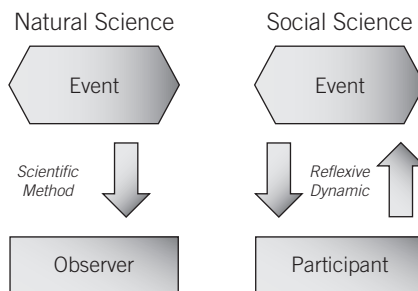 Natural Science
Social Science
Event
Event
Scientific
Method
Reflexive
Dynamic
Observer
Participant